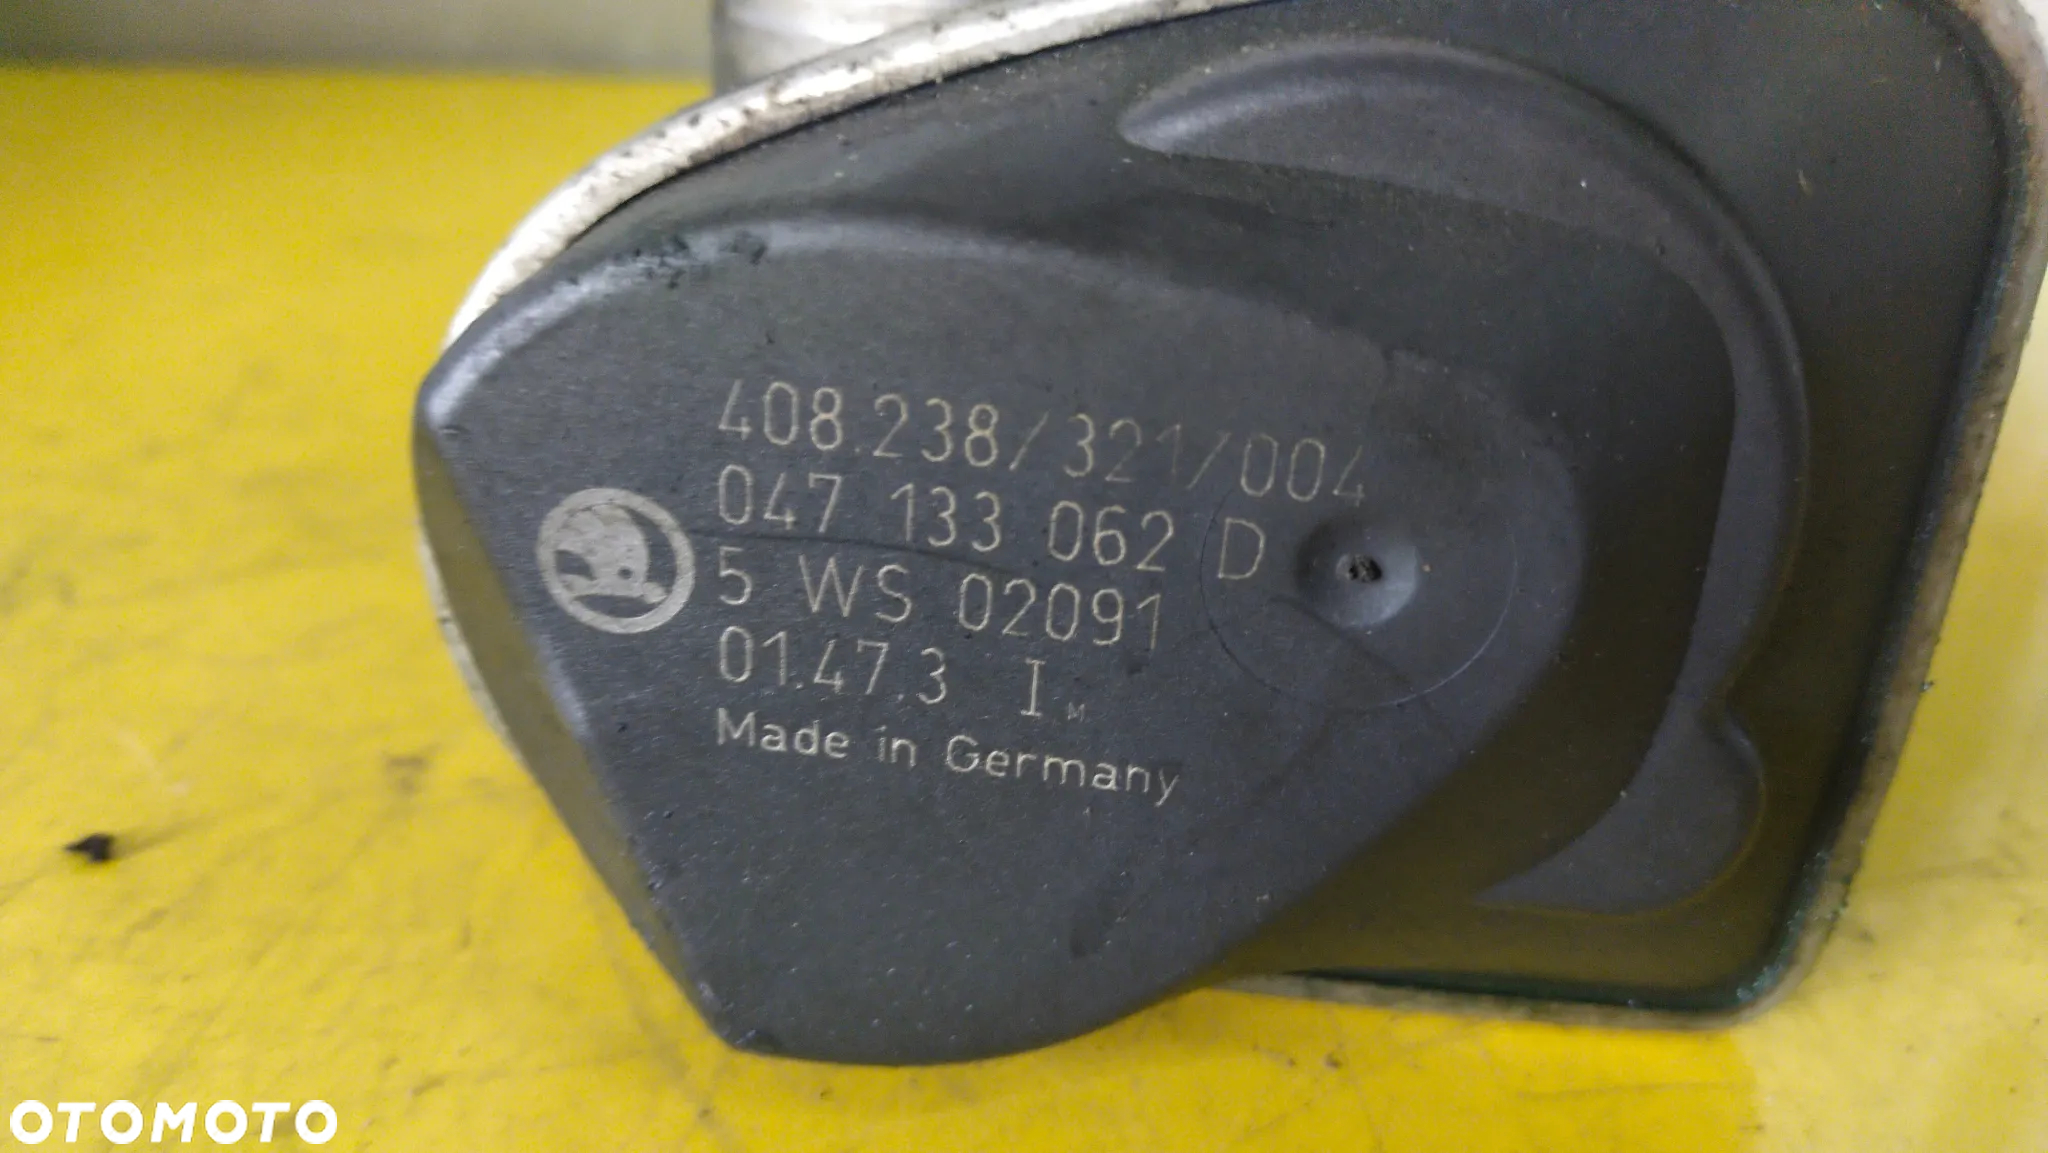 408.238/321/004
047 133 062 D
5 WS 02091
01.47.3 I M
Made in Germany
OTOMOTO